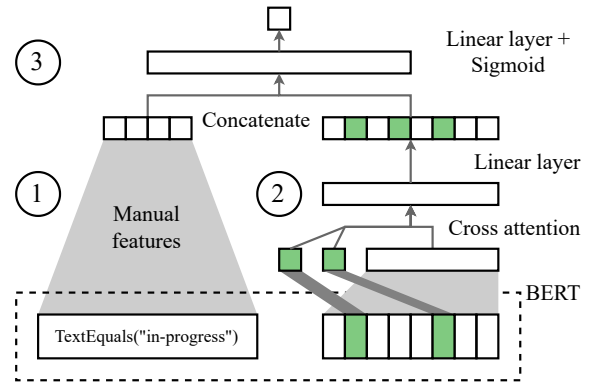 Linear layer +
Sigmoid
3
Concatenate
Linear layer
1
2
Manual
features
Cross attention
BERT
TextEquals("in-progress")